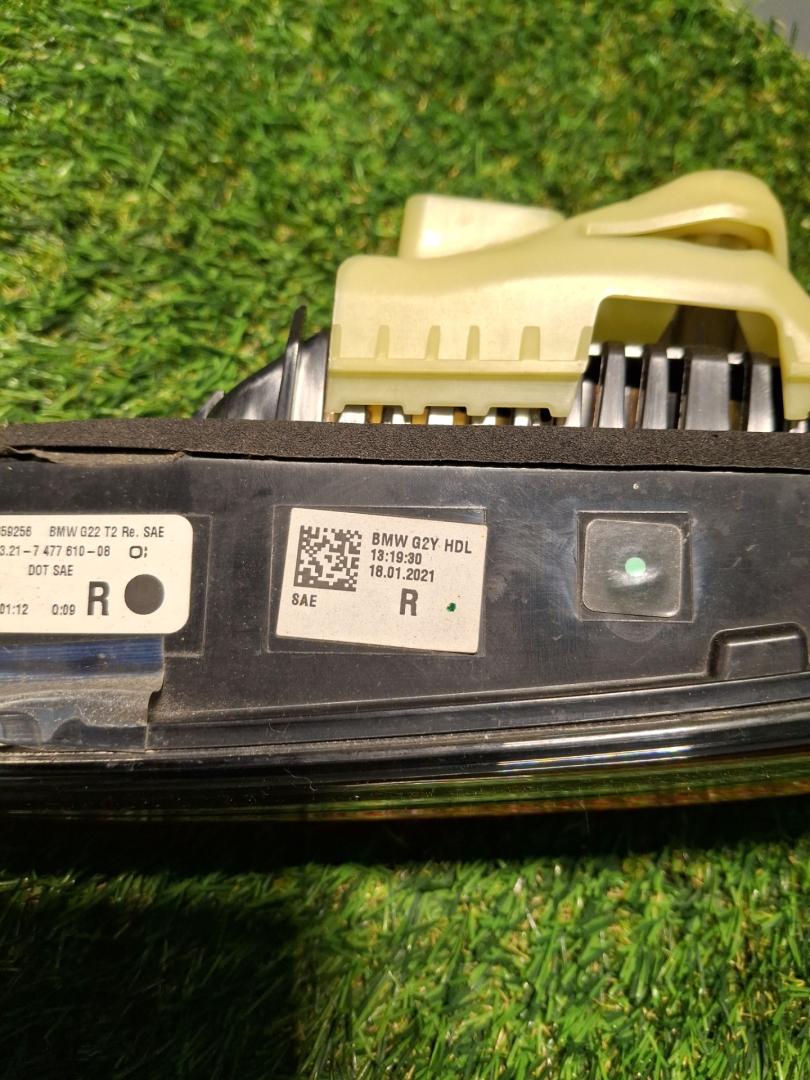 59256 BMW G22 T2 Re. SAE
3.21-7 477 610-08
DOT SAE
01:12 0:09 R
BMW G2Y HDL
13:19:30
18.01.2021
SAE R